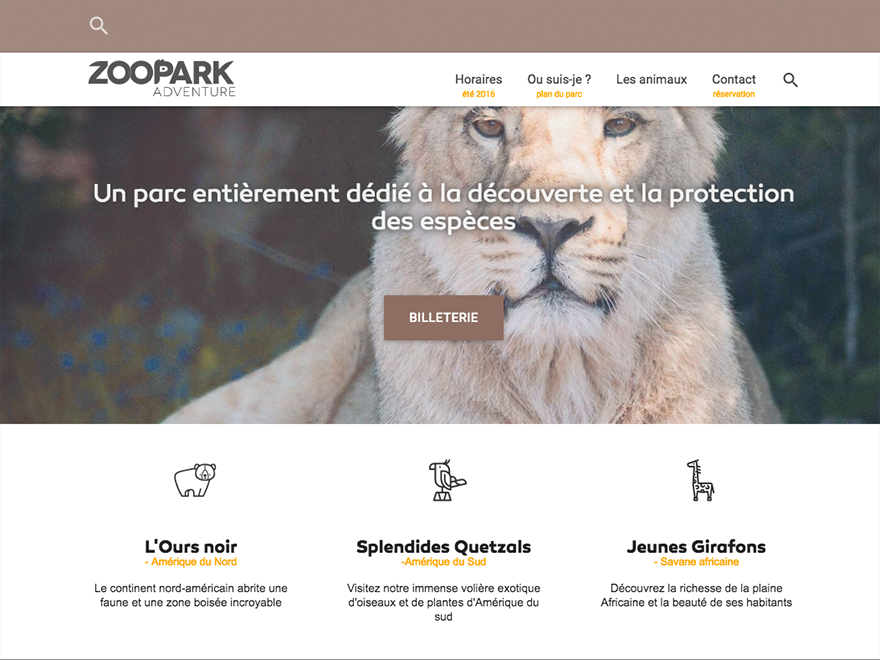 ZOOPARK
ADVENTURE
Horaires
été 2016
Ou suis-je ?
plan du parc
Les animaux
Contact
réservation
Un parc entièrement dédié à la découverte et la protection
des espèces
BILLETERIE
L'Ours noir
- Amérique du Nord
Le continent nord-américain abrite une
faune et une zone boisée incroyable
Splendides Quetzals
-Amérique du Sud
Visitez notre immense volière exotique
d'oiseaux et de plantes d'Amérique du
sud
Jeunes Girafons
- Savane africaine
Découvrez la richesse de la plaine
Africaine et la beauté de ses habitants